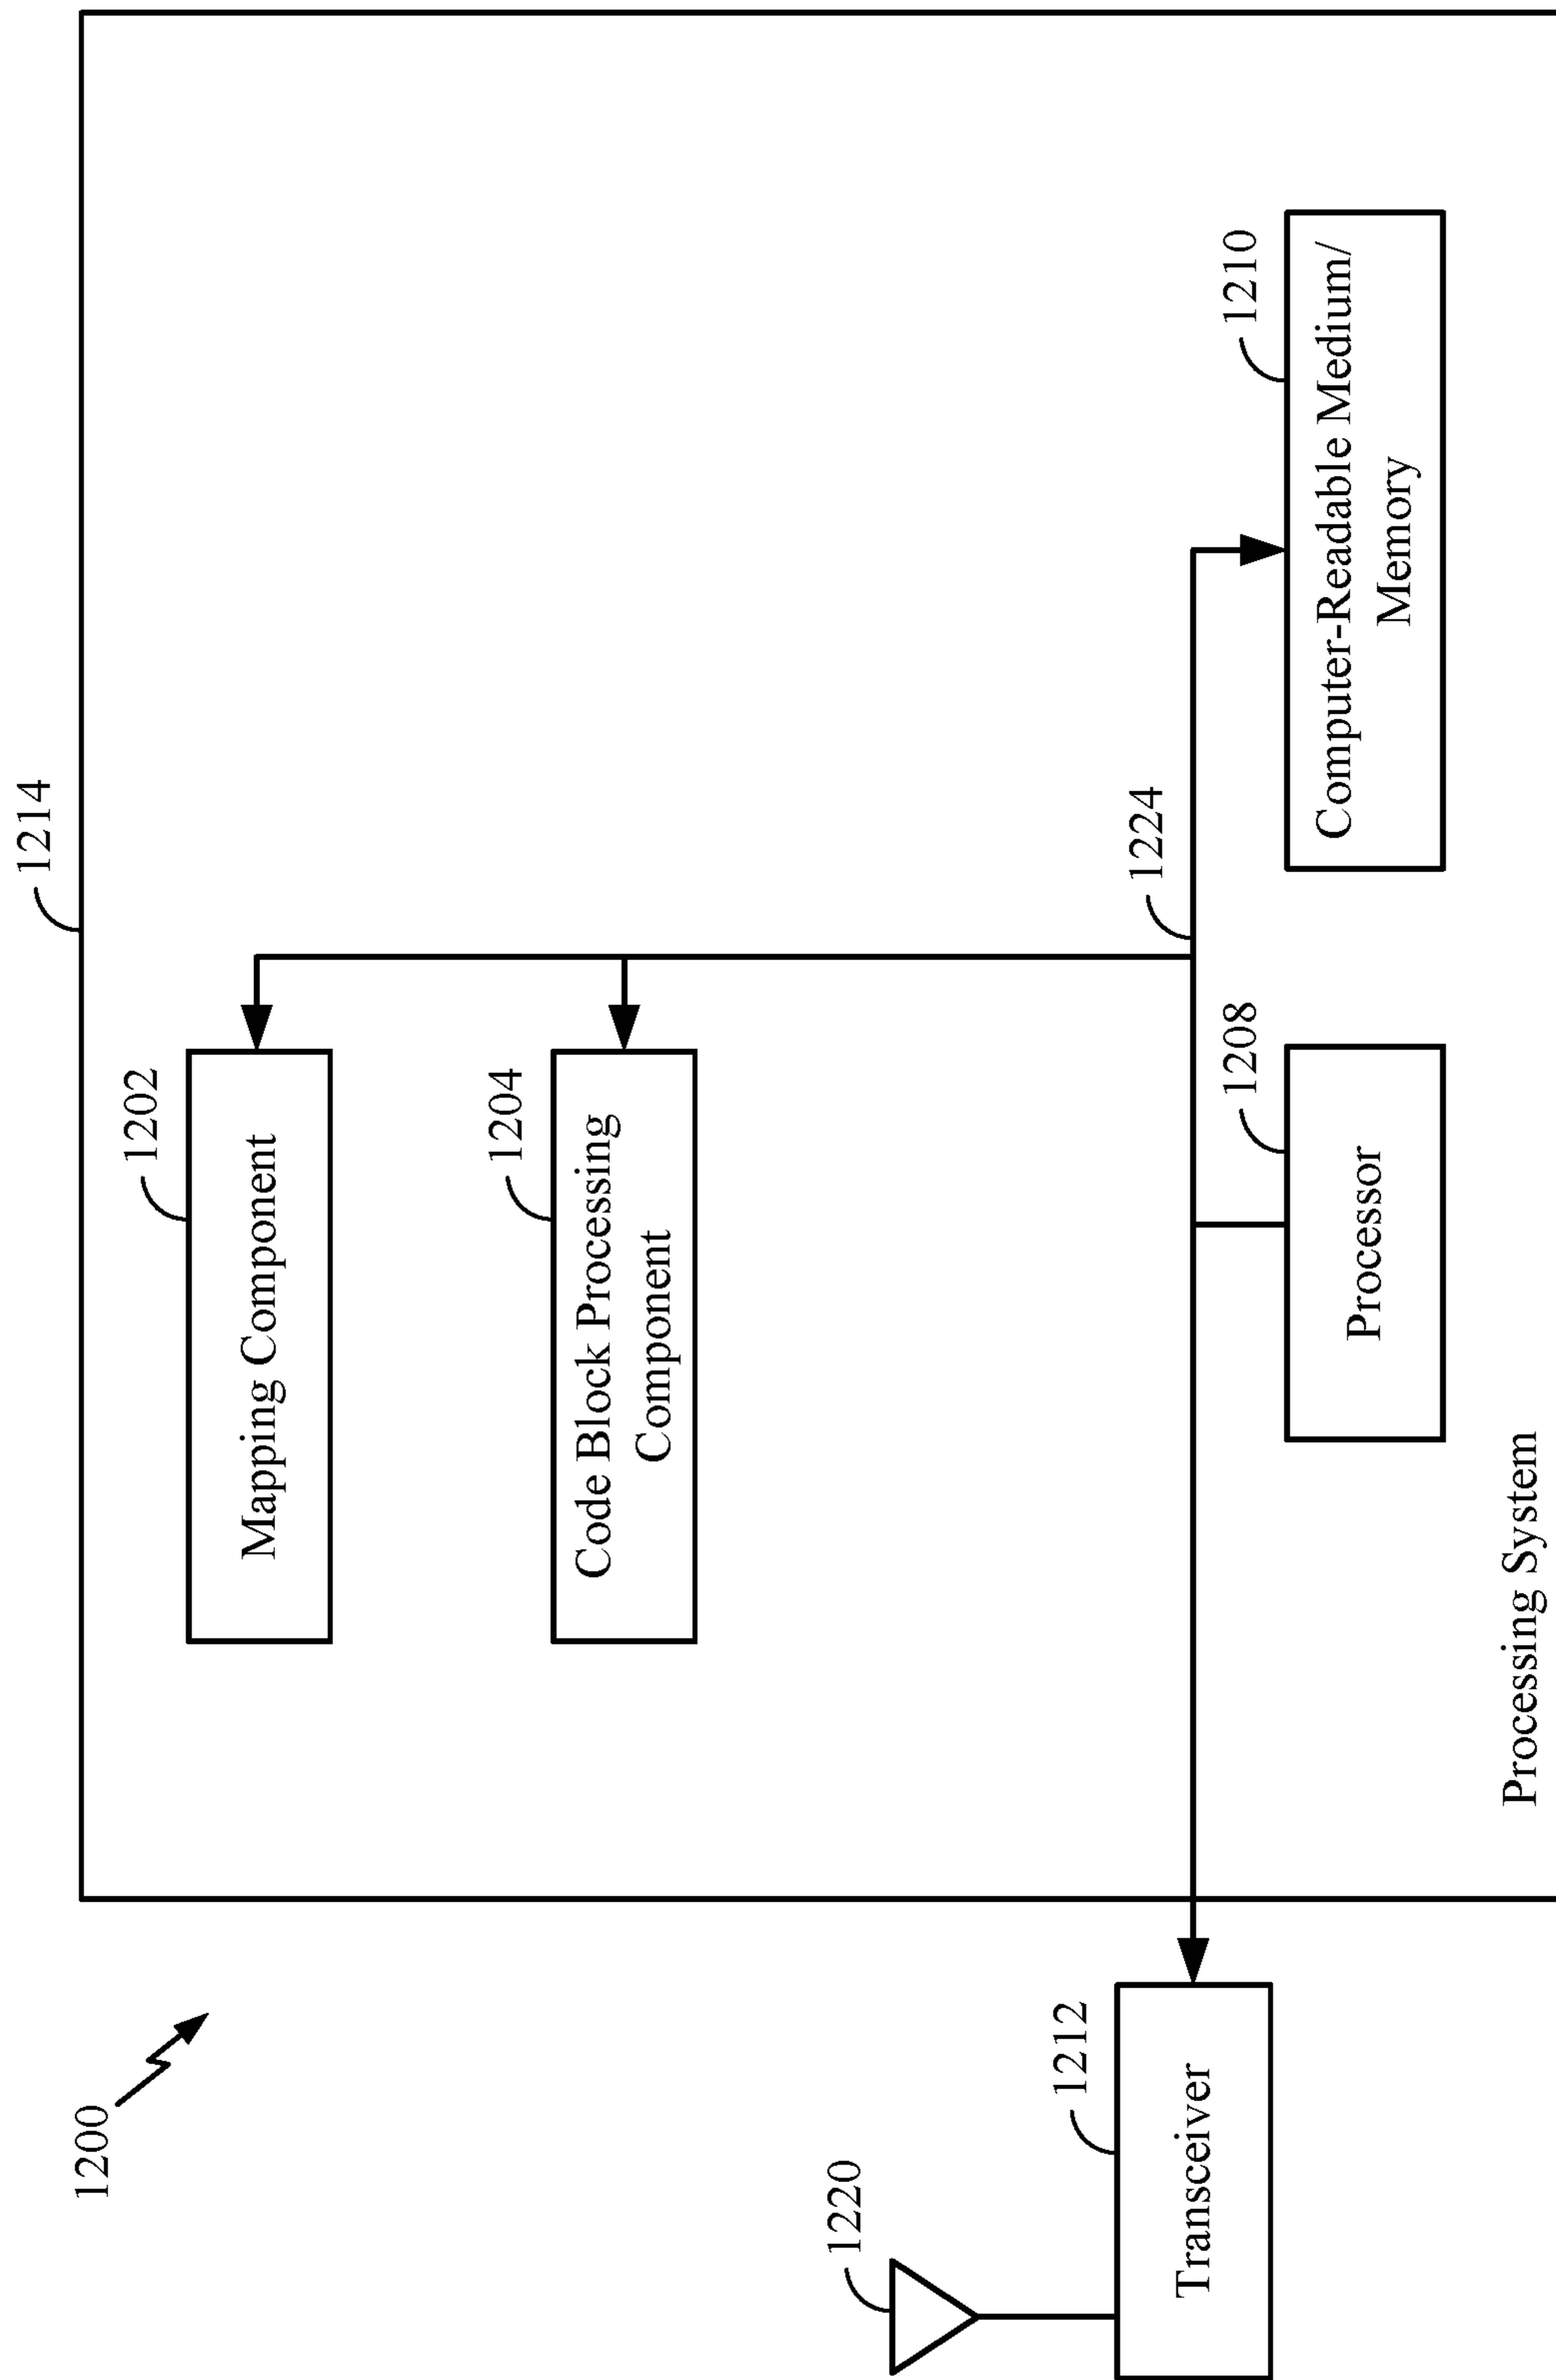 1214
1200
1202
Mapping Component
1204
Code Block Processing
Component
1220
1212
Transceiver
1224
1208
Processor
1210
Computer-Readable Medium/
Memory
Processing System